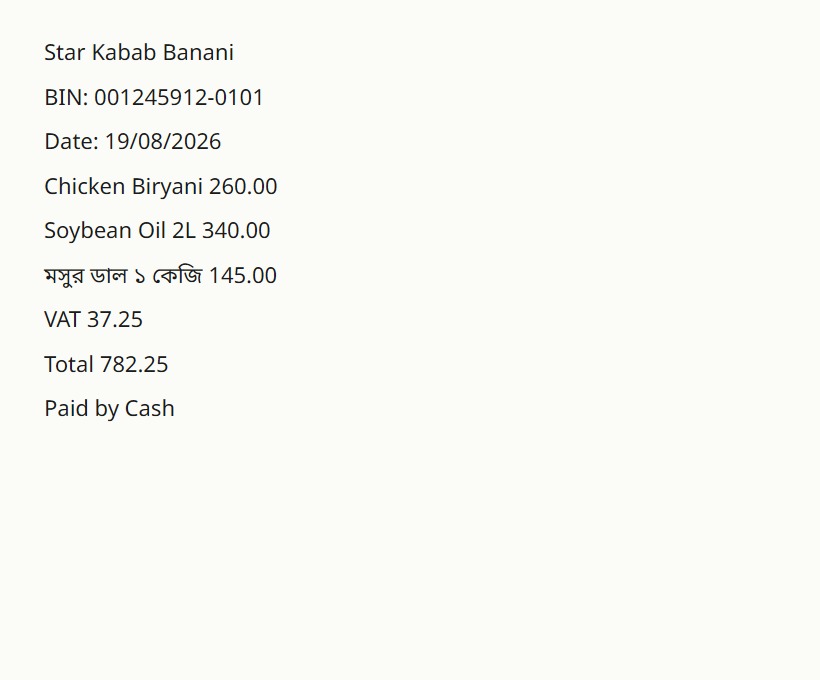 Star Kabab Banani
BIN: 001245912-0101
Date: 19/08/2026
Chicken Biryani 260.00
Soybean Oil 2L 340.00
মসুর ডাল ১ কেজি 145.00
VAT 37.25
Total 782.25
Paid by Cash